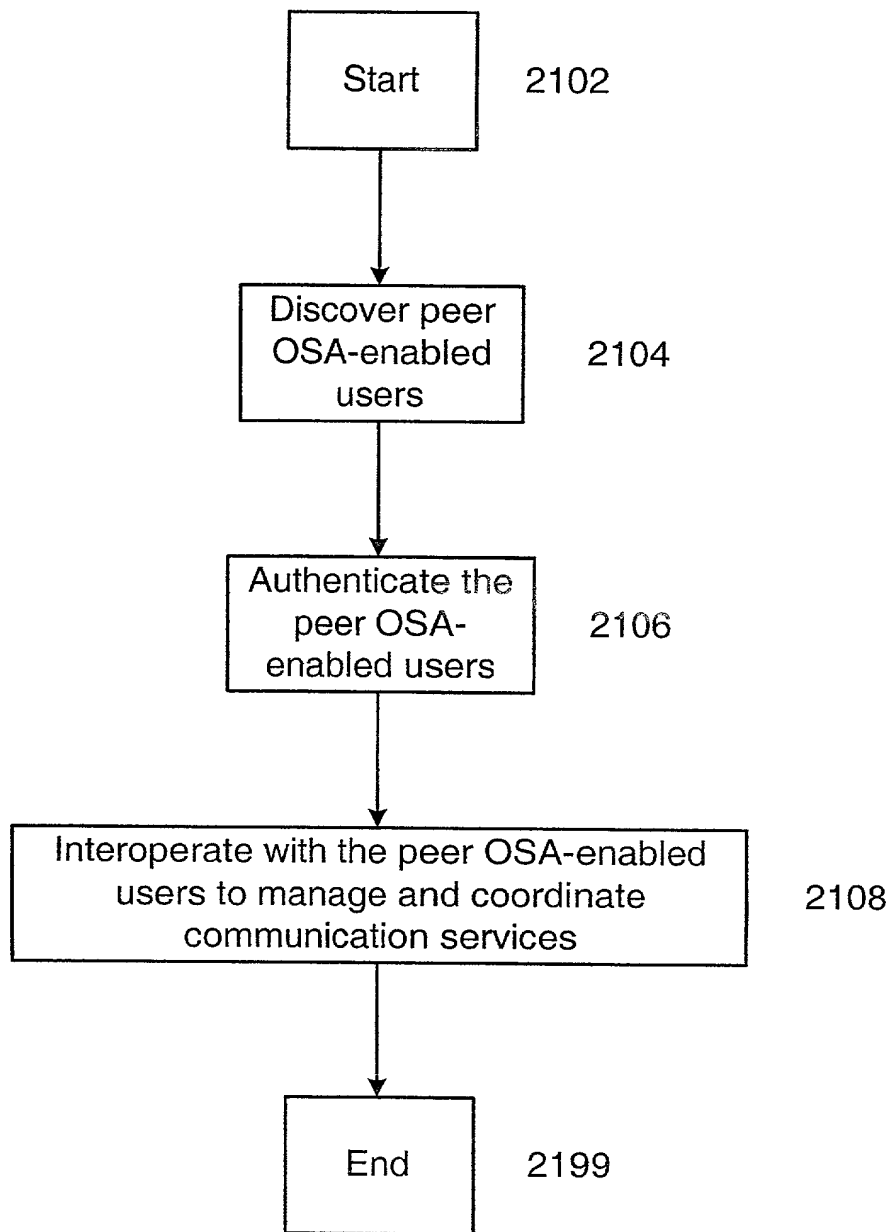 Start
2102
Discover peer
OSA-enabled
users
2104
Authenticate the
peer OSA-
enabled users
2106
Interoperate with the peer OSA-enabled
users to manage and coordinate
communication services
2108
End
2199